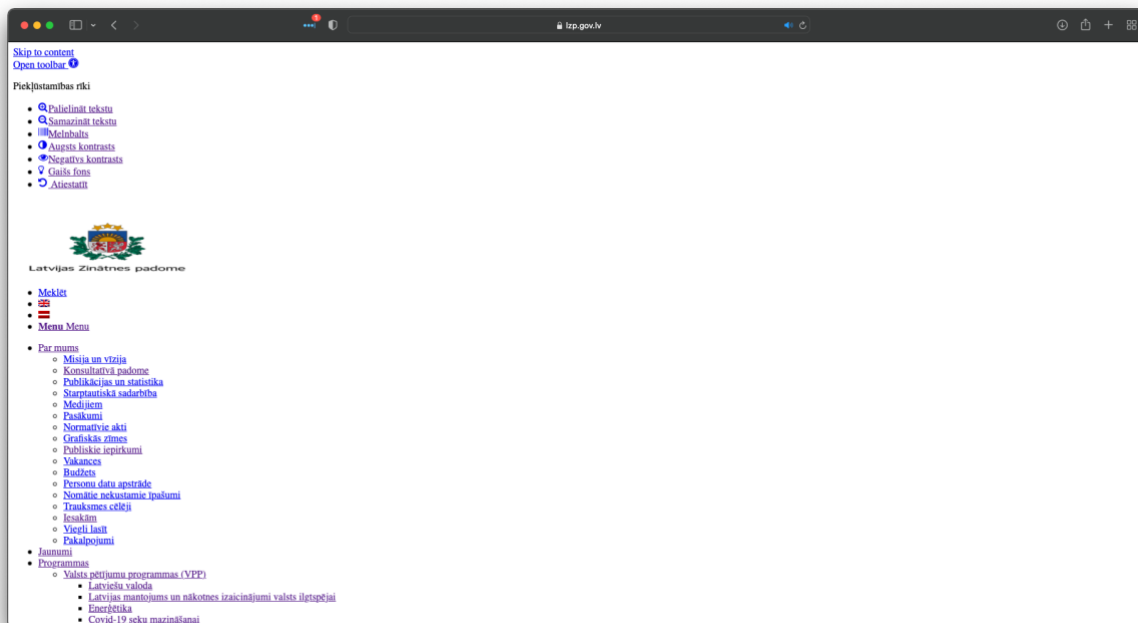 1
lzp.gov.lv
Skip to content
Open toolbar
Piekļūstamības rīki
Palielināt tekstu
Samazināt tekstu
Melnbalts
Augsts kontrasts
Negatīvs kontrasts
Gaišs fons
Atiestatīt
Latvijas Zinātnes padome
Meklēt
Menu Menu
Par mums
Misija un vīzija
Konsultatīvā padome
Publikācijas un statistika
Starptautiskā sadarbība
Medijiem
Pasākumi
Normatīvie akti
Grafiskās zīmes
Publiskie iepirkumi
Vakances
Budžets
Personu datu apstrāde
Nomātie nekustamie īpašumi
Trauksmes cēlēji
Iesakām
Viegli lasīt
Pakalpojumi
Jaunumi
Programmas
Valsts pētījumu programmas (VPP)
Latviešu valoda
Latvijas mantojums un nākotnes izaicinājumi valsts ilgtspējai
Enerģētika
Covid-19 seku mazināšanai